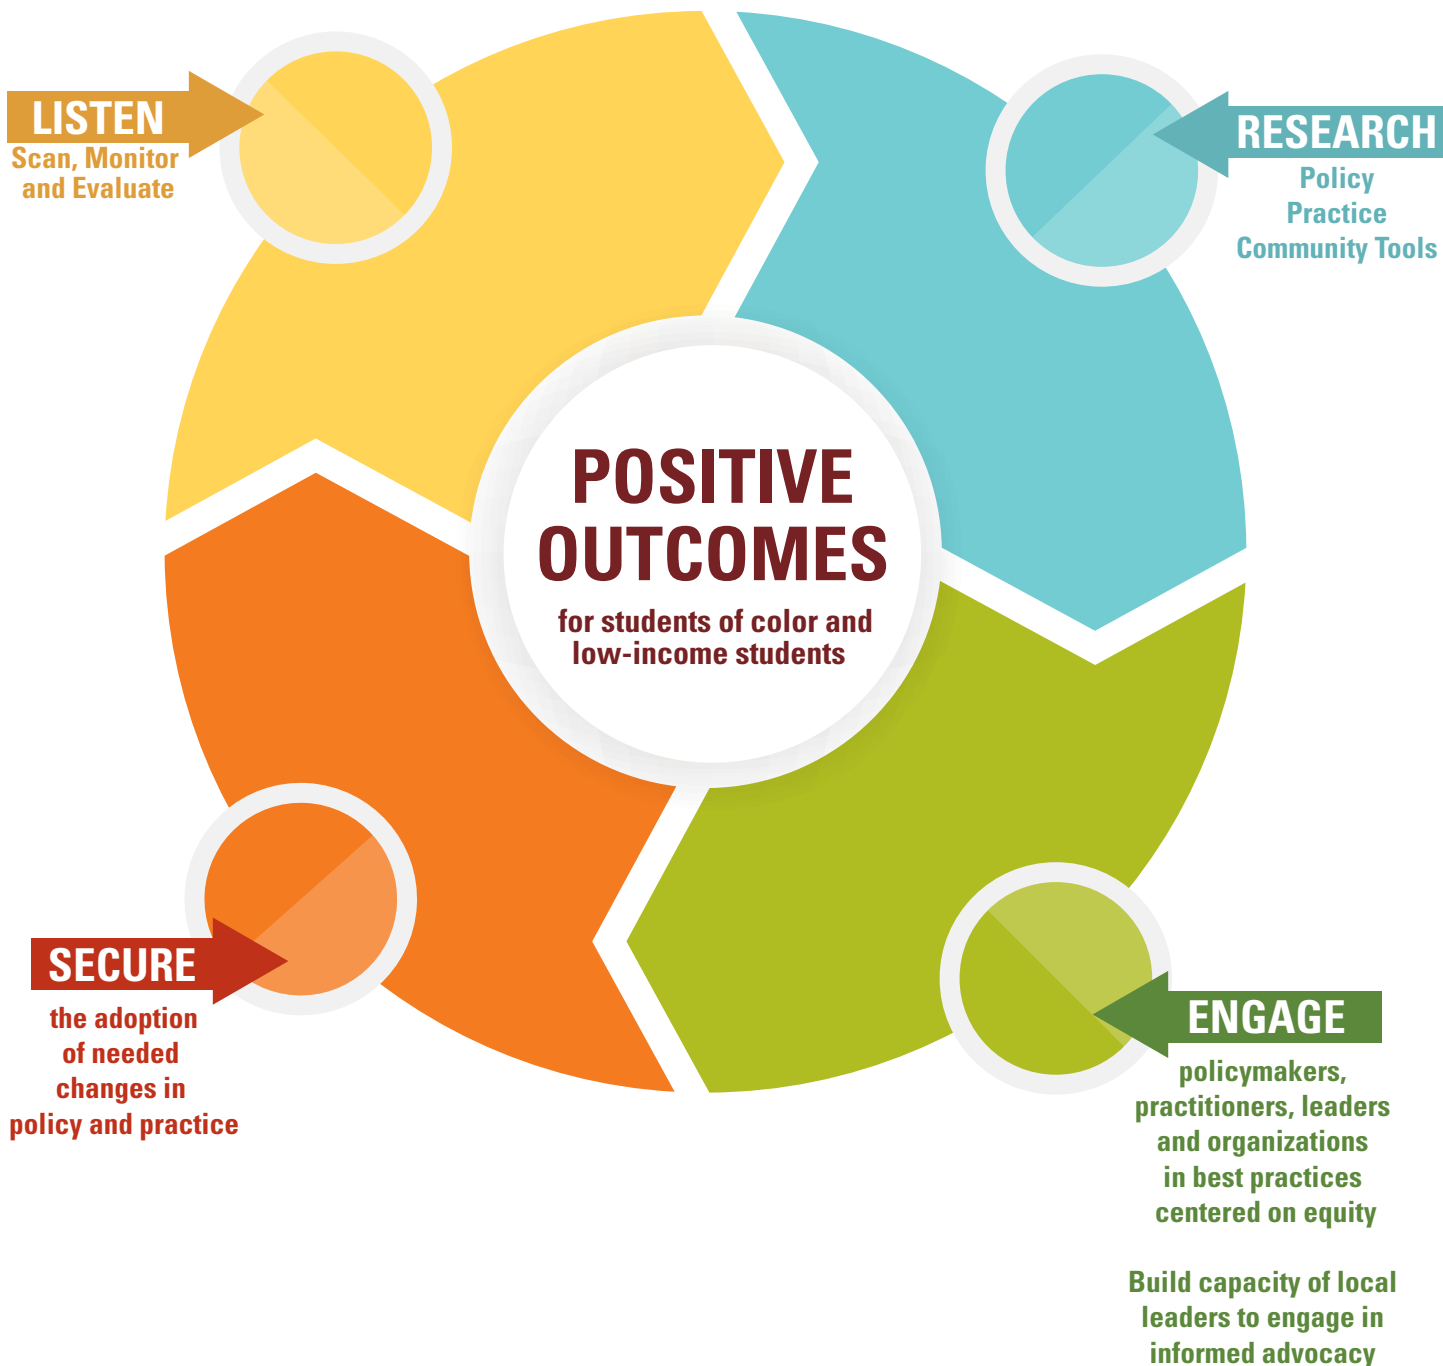 LISTEN
Scan, Monitor
and Evaluate
RESEARCH
Policy
Practice
Community Tools
POSITIVE
OUTCOMES
for students of color and
low-income students
SECURE
the adoption
of needed
changes in
policy and practice
ENGAGE
policymakers,
practitioners, leaders
and organizations
in best practices
centered on equity
Build capacity of local
leaders to engage in
informed advocacy